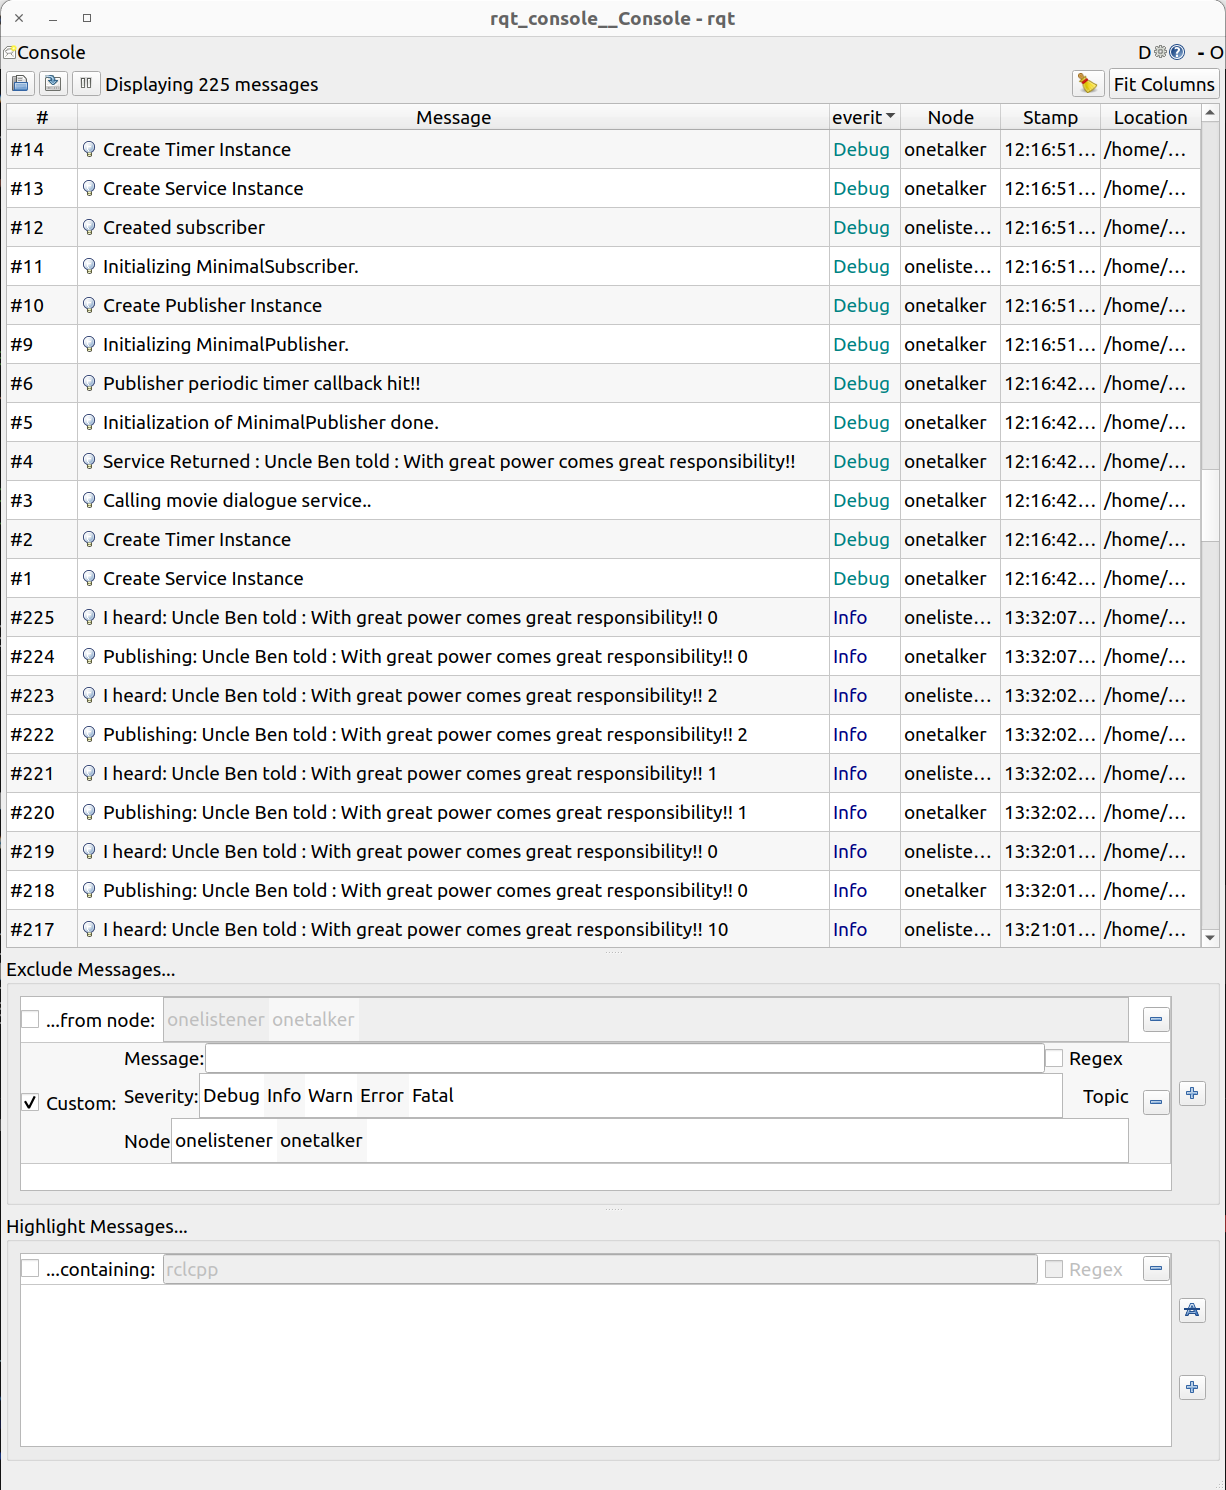 rqt_console__Console - rqt
Console D - O
Displaying 225 messages Fit Columns
# Message everit Node Stamp Location
#14 Create Timer Instance Debug onetalker 12:16:51... /home/...
#13 Create Service Instance Debug onetalker 12:16:51... /home/...
#12 Created subscriber Debug oneliste... 12:16:51... /home/...
#11 Initializing MinimalSubscriber. Debug oneliste... 12:16:51... /home/...
#10 Create Publisher Instance Debug onetalker 12:16:51... /home/...
#9 Initializing MinimalPublisher. Debug onetalker 12:16:51... /home/...
#6 Publisher periodic timer callback hit!! Debug onetalker 12:16:42... /home/...
#5 Initialization of MinimalPublisher done. Debug onetalker 12:16:42... /home/...
#4 Service Returned : Uncle Ben told : With great power comes great responsibility!! Debug onetalker 12:16:42... /home/...
#3 Calling movie dialogue service.. Debug onetalker 12:16:42... /home/...
#2 Create Timer Instance Debug onetalker 12:16:42... /home/...
#1 Create Service Instance Debug onetalker 12:16:42... /home/...
#225 I heard: Uncle Ben told : With great power comes great responsibility!! 0 Info oneliste... 13:32:07... /home/...
#224 Publishing: Uncle Ben told : With great power comes great responsibility!! 0 Info onetalker 13:32:07... /home/...
#223 I heard: Uncle Ben told : With great power comes great responsibility!! 2 Info oneliste... 13:32:02... /home/...
#222 Publishing: Uncle Ben told : With great power comes great responsibility!! 2 Info onetalker 13:32:02... /home/...
#221 I heard: Uncle Ben told : With great power comes great responsibility!! 1 Info oneliste... 13:32:02... /home/...
#220 Publishing: Uncle Ben told : With great power comes great responsibility!! 1 Info onetalker 13:32:02... /home/...
#219 I heard: Uncle Ben told : With great power comes great responsibility!! 0 Info oneliste... 13:32:01... /home/...
#218 Publishing: Uncle Ben told : With great power comes great responsibility!! 0 Info onetalker 13:32:01... /home/...
#217 I heard: Uncle Ben told : With great power comes great responsibility!! 10 Info oneliste... 13:21:01... /home/...
Exclude Messages...
...from node: onelistener onetalker
Message: Regex
Custom: Severity: Debug Info Warn Error Fatal Topic
Node onelistener onetalker
Highlight Messages...
...containing: rclcpp Regex